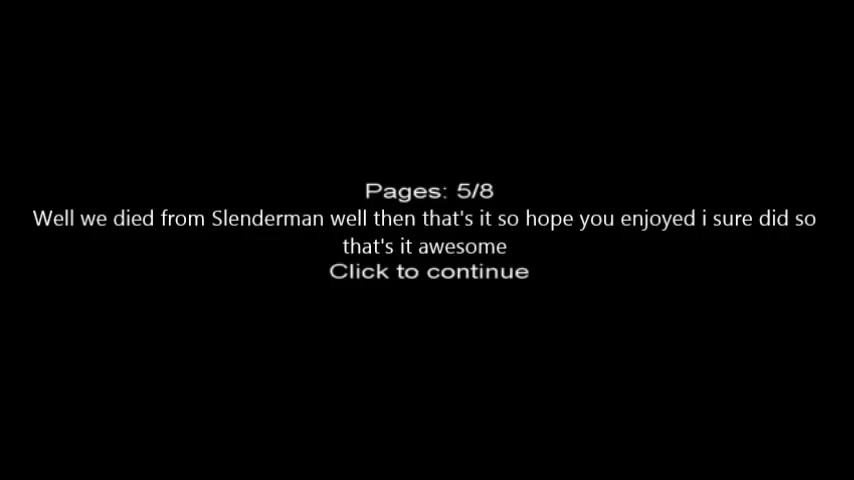 Pages: 5/8
Well we died from Slenderman well then that's it so hope you enjoyed i sure did so
that's it awesome
Click to continue